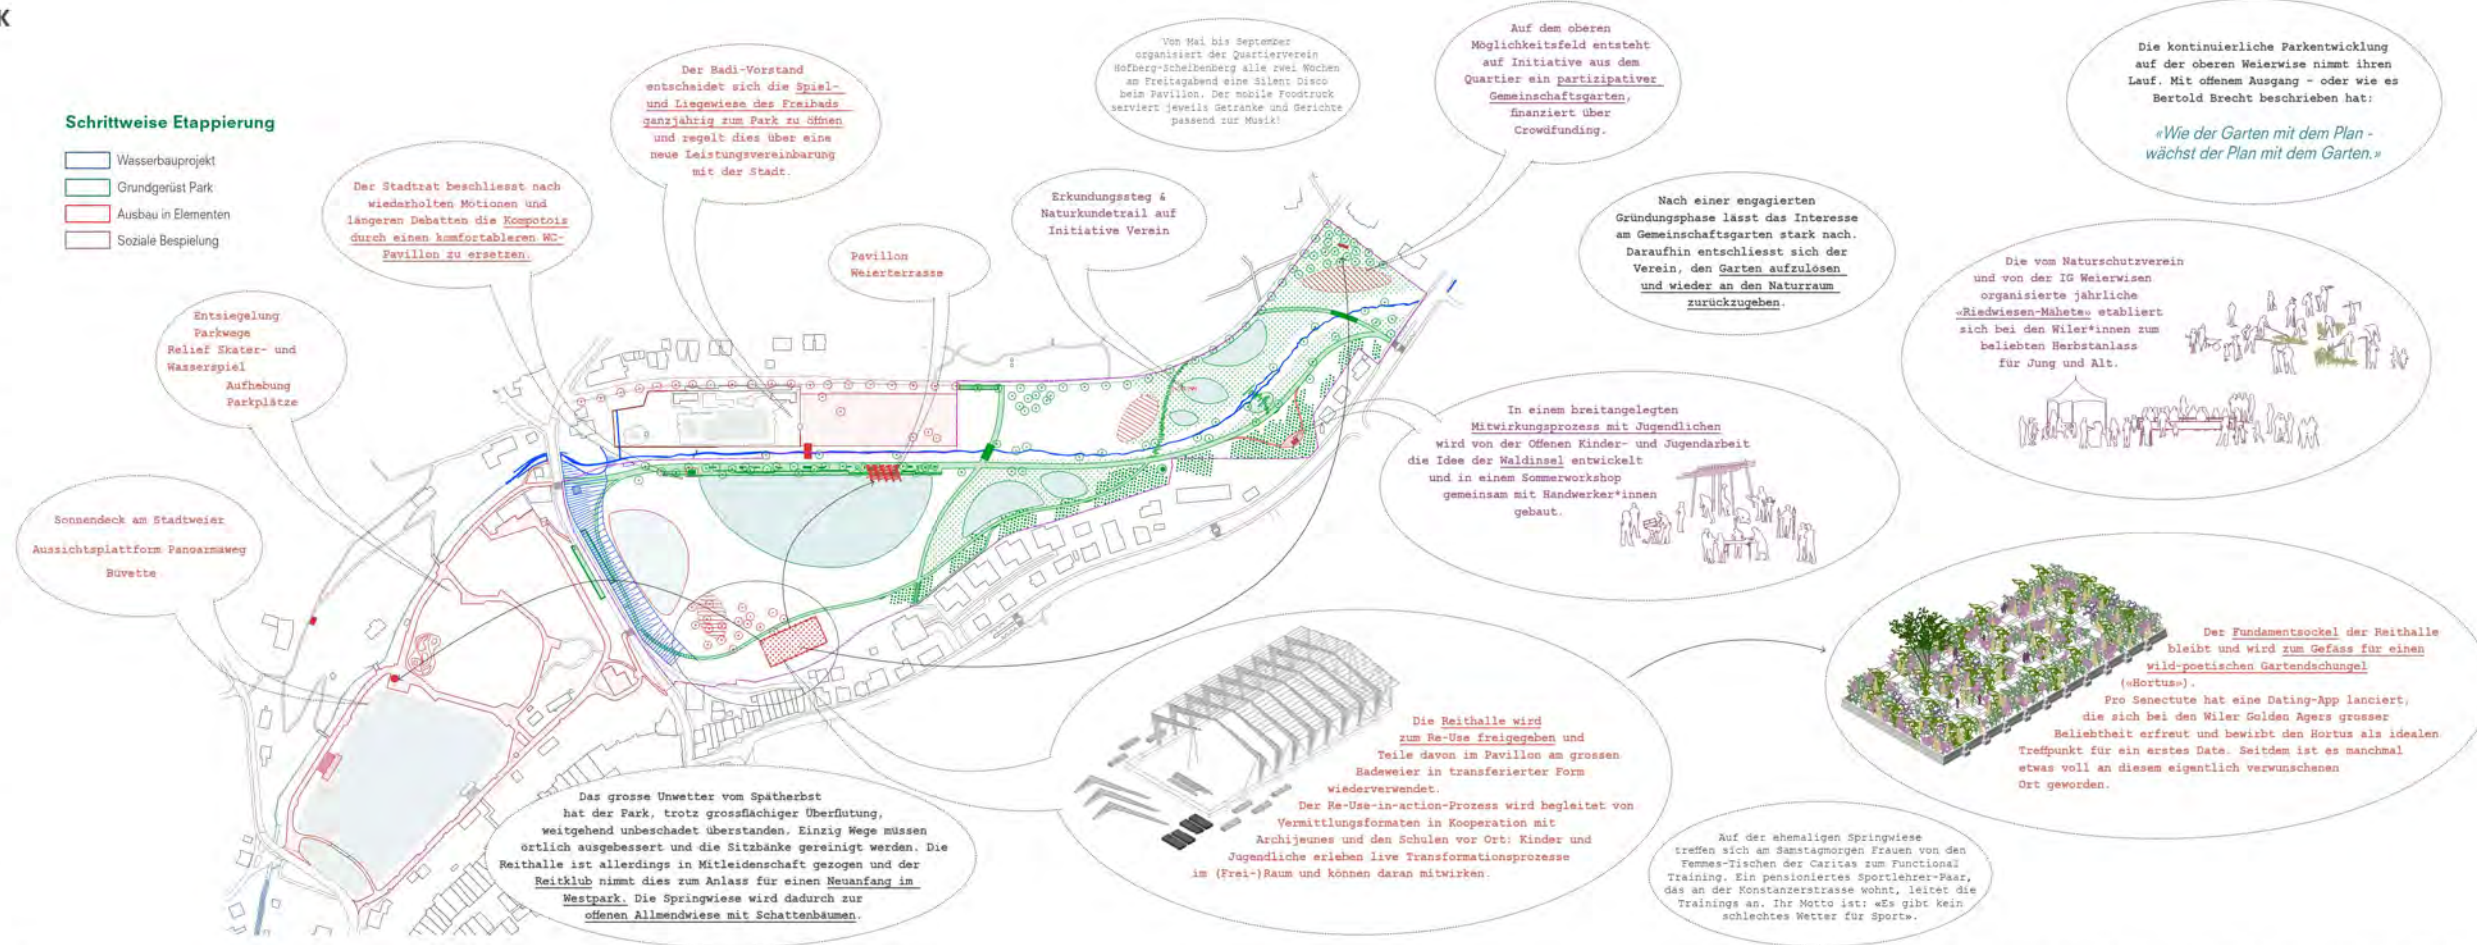 K
Schrittweise Etappierung
Wasserbauprojekt
Grundgerüst Park
Ausbau in Elementen
Soziale Bespielung
Sonnendeck am Stadtweier
Aussichtsplattform Panoarmaweg
Büvette
Entsiegelung
Parkwege
Relief Skater- und
Wasserspiel
Aufhebung
Parkplätze
Der Stadtrat beschliesst nach
wiederholten Motionen und
längeren Debatten die Kompotois
durch einen komfortableren WC-
Pavillon zu ersetzen.
Der Badi-Vorstand
entscheidet sich die Spiel-
und Liegewiese des Freibads
ganzjährig zum Park zu öffnen
und regelt dies über eine
neue Leistungsvereinbarung
mit der Stadt.
Pavillon
Weierterrasse
Von Mai bis September
organisiert der Quartierverein
Hofberg-Scheibenberg alle zwei Wochen
am Freitagabend eine Silent Disco
beim Pavillon. Der mobile Foodtruck
serviert jeweils Getränke und Gerichte
passend zur Musik!
Erkundungssteg &
Naturkundetrail auf
Initiative Verein
Auf dem oberen
Möglichkeitsfeld entsteht
auf Initiative aus dem
Quartier ein partizipativer
Gemeinschaftsgarten,
finanziert über
Crowdfunding.
Nach einer engagierten
Gründungsphase lässt das Interesse
am Gemeinschaftsgarten stark nach.
Daraufhin entschliesst sich der
Verein, den Garten aufzulösen
und wieder an den Naturraum
zurückzugeben.
Die kontinuierliche Parkentwicklung
auf der oberen Weierwise nimmt ihren
Lauf. Mit offenem Ausgang - oder wie es
Bertold Brecht beschrieben hat:
«Wie der Garten mit dem Plan -
wächst der Plan mit dem Garten.»
Die vom Naturschutzverein
und von der IG Weierwisen
organisierte jährliche
«Riedwiesen-Mähete» etabliert
sich bei den Wiler*innen zum
beliebten Herbstanlass
für Jung und Alt.
In einem breitangelegten
Mitwirkungsprozess mit Jugendlichen
wird von der Offenen Kinder- und Jugendarbeit
die Idee der Waldinsel entwickelt
und in einem Sommerworkshop
gemeinsam mit Handwerker*innen
gebaut.
Das grosse Unwetter vom Spätherbst
hat der Park, trotz grossflächiger Überflutung,
weitgehend unbeschadet überstanden. Einzig Wege müssen
örtlich ausgebessert und die Sitzbänke gereinigt werden. Die
Reithalle ist allerdings in Mitleidenschaft gezogen und der
Reitklub nimmt dies zum Anlass für einen Neuanfang im
Westpark. Die Springwiese wird dadurch zur
offenen Allmendwiese mit Schattenbäumen.
Die Reithalle wird
zum Re-Use freigegeben und
Teile davon im Pavillon am grossen
Badeweier in transferierter Form
wiederverwendet.
Der Re-Use-in-action-Prozess wird begleitet von
Vermittlungsformaten in Kooperation mit
Archijeunes und den Schulen vor Ort: Kinder und
Jugendliche erleben live Transformationsprozesse
im (Frei-)Raum und können daran mitwirken.
Der Fundamentsockel der Reithalle
bleibt und wird zum Gefäss für einen
wild-poetischen Gartendschungel
(«Hortus»).
Pro Senectute hat eine Dating-App lanciert,
die sich bei den Wiler Golden Agers grosser
Beliebtheit erfreut und bewirbt den Hortus als idealen
Treffpunkt für ein erstes Date. Seitdem ist es manchmal
etwas voll an diesem eigentlich verwunschenen
Ort geworden.
Auf der ehemaligen Springwiese
treffen sich am Samstagmorgen Frauen von den
Femmes-Tischen der Caritas zum Functional
Training. Ein pensioniertes Sportlehrer-Paar,
das an der Konstanzerstrasse wohnt, leitet die
Trainings an. Ihr Motto ist: «Es gibt kein
schlechtes Wetter für Sport».